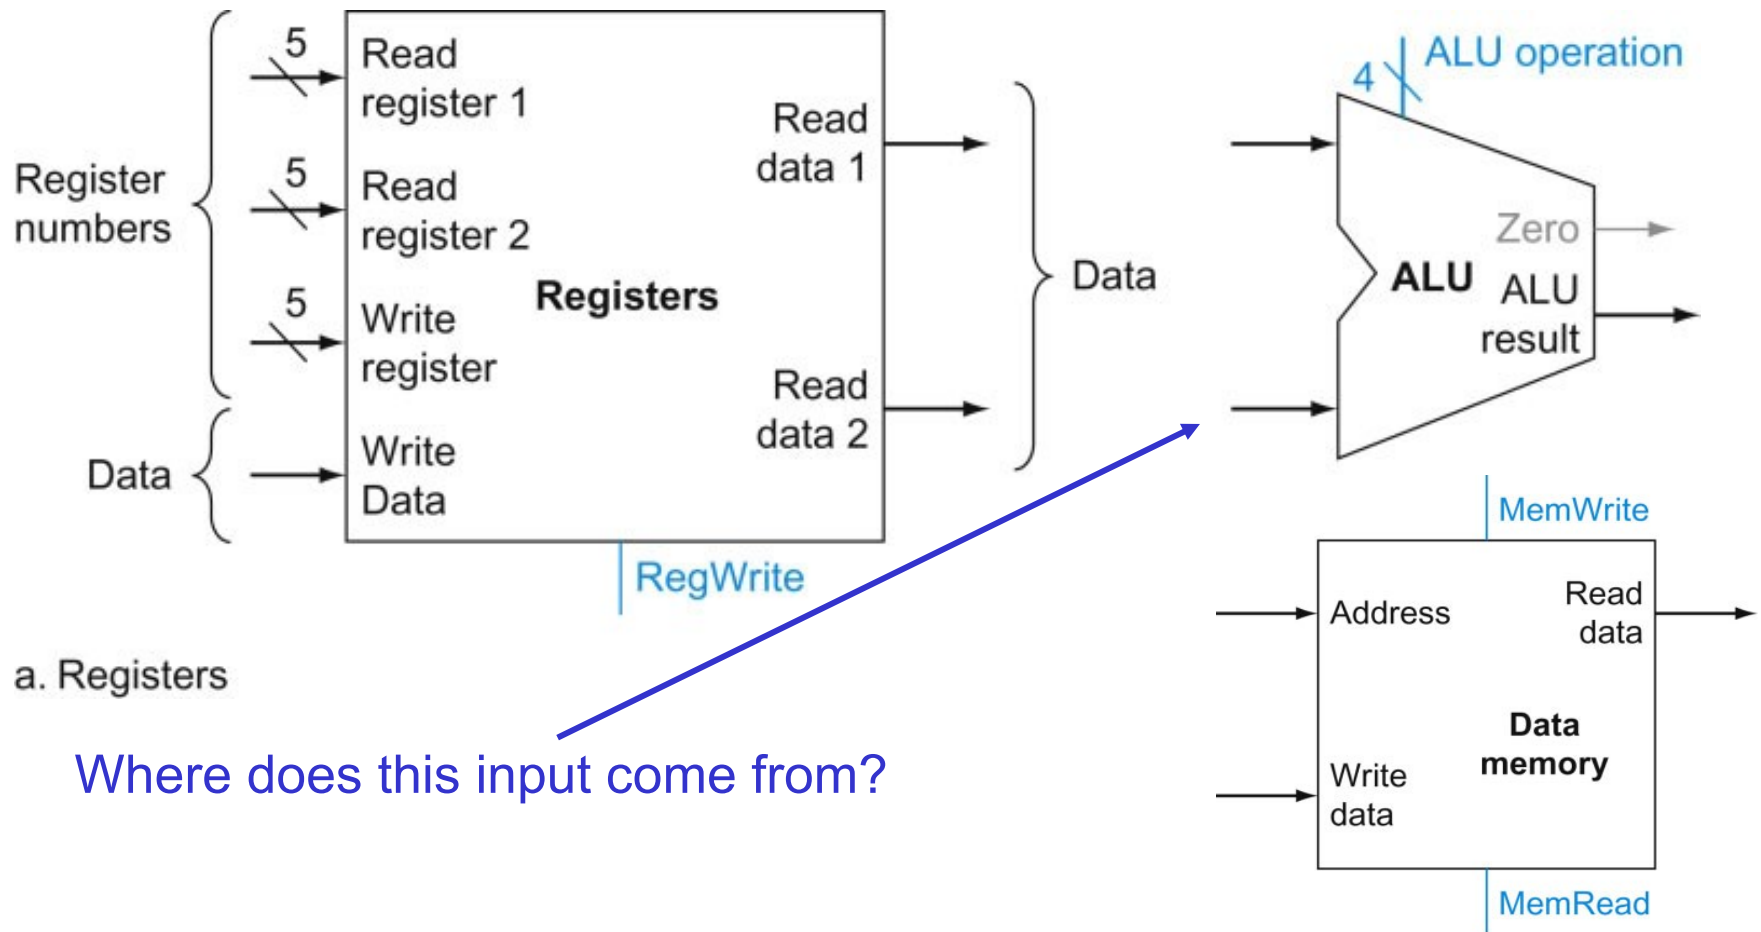 Register
numbers
Data
5
Read
register 1
5
Read
register 2
5
Write
register
Write
Data
Registers
Read
data 1
Read
data 2
RegWrite
Data
4
ALU operation
Zero
ALU
ALU
result
MemWrite
Address
Read
data
Data
memory
Write
data
MemRead
a. Registers
Where does this input come from?